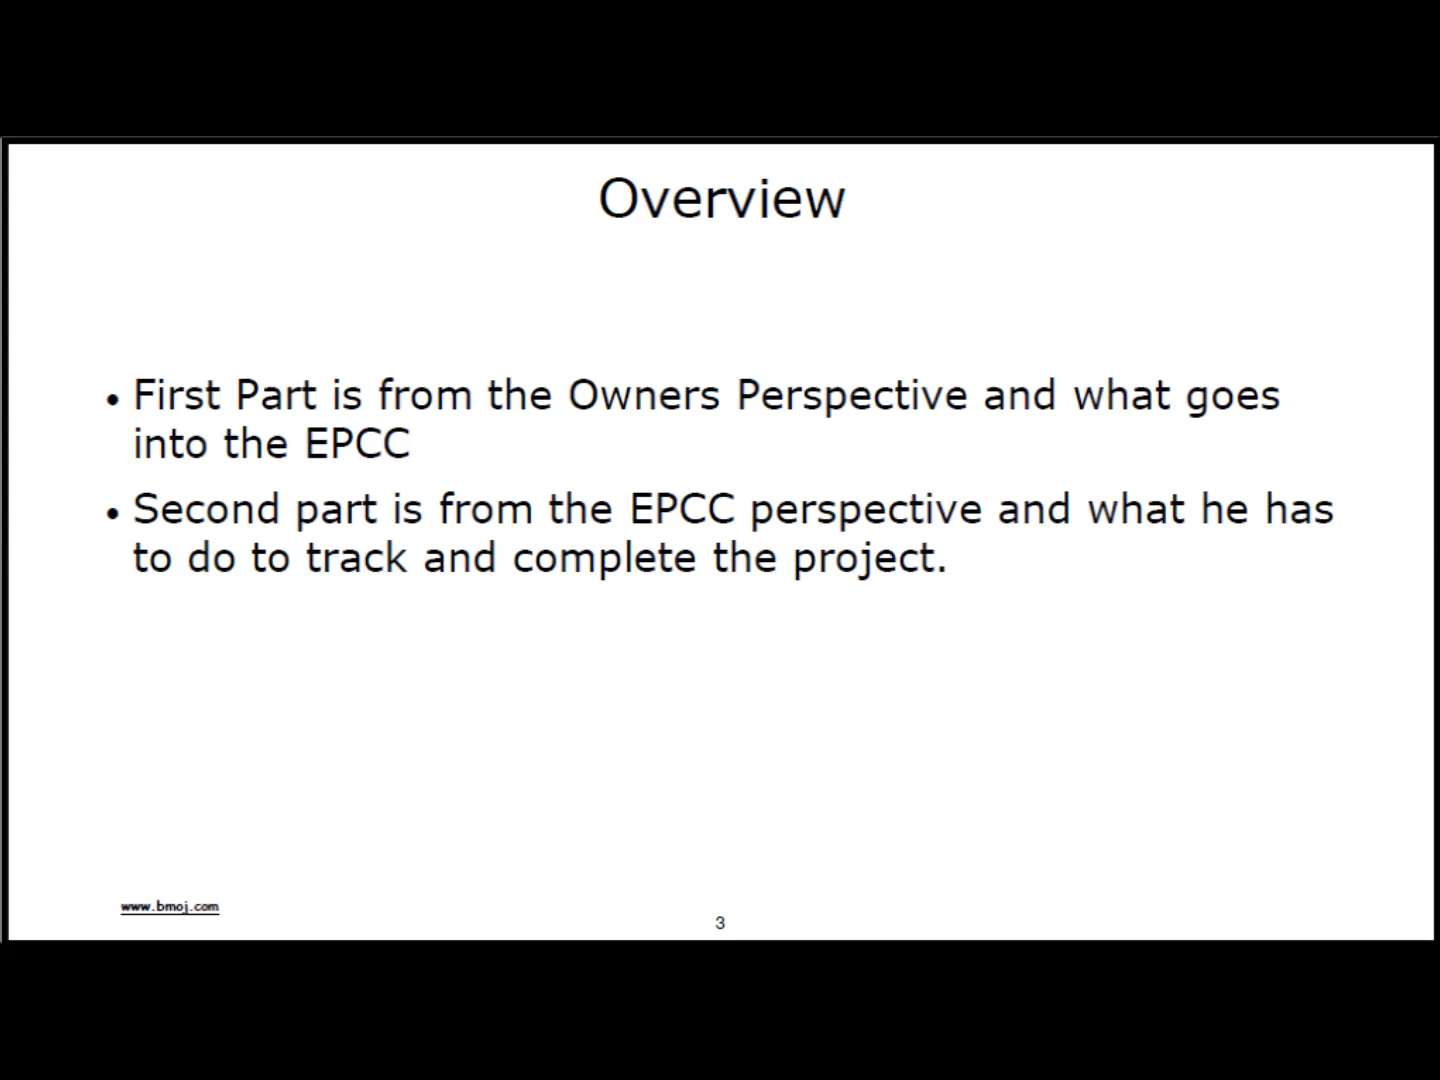 Overview
• First Part is from the Owners Perspective and what goes
into the EPCC
• Second part is from the EPCC perspective and what he has
to do to track and complete the project.
www.bmoj.com
3